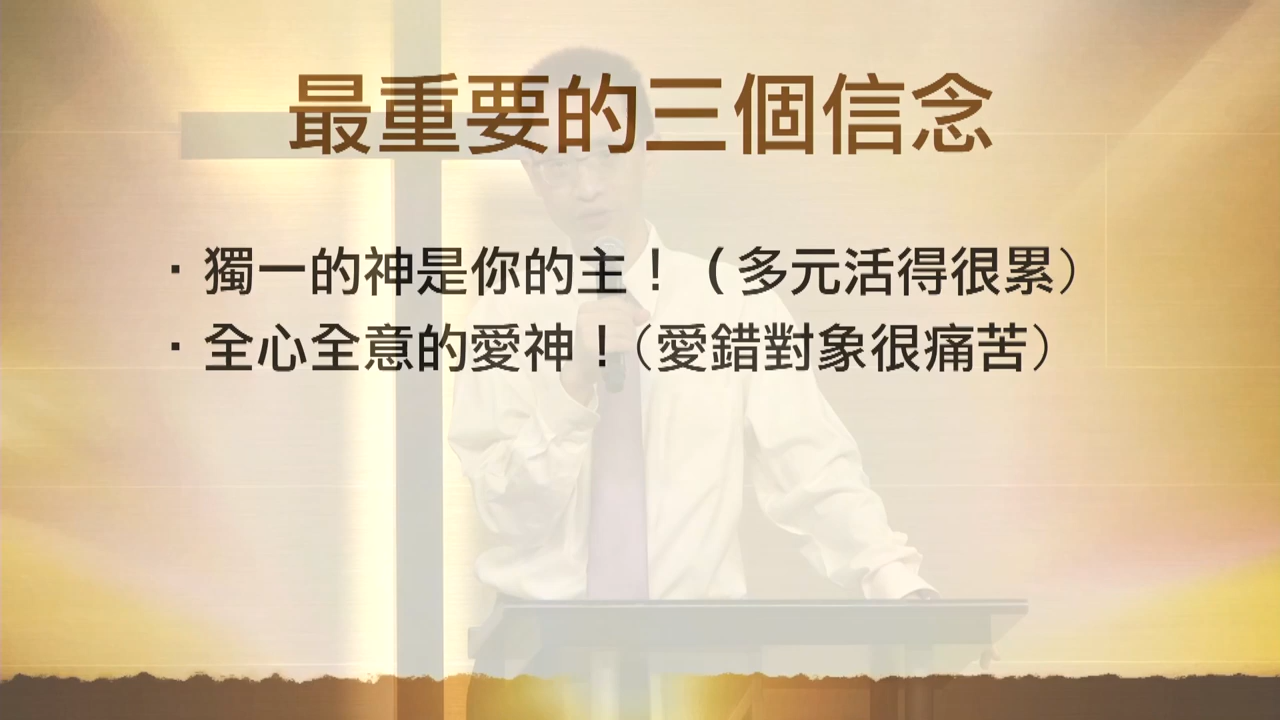 最重要的三個信念
·獨一的神是你的主！（多元活得很累）
·全心全意的愛神！（愛錯對象很痛苦）